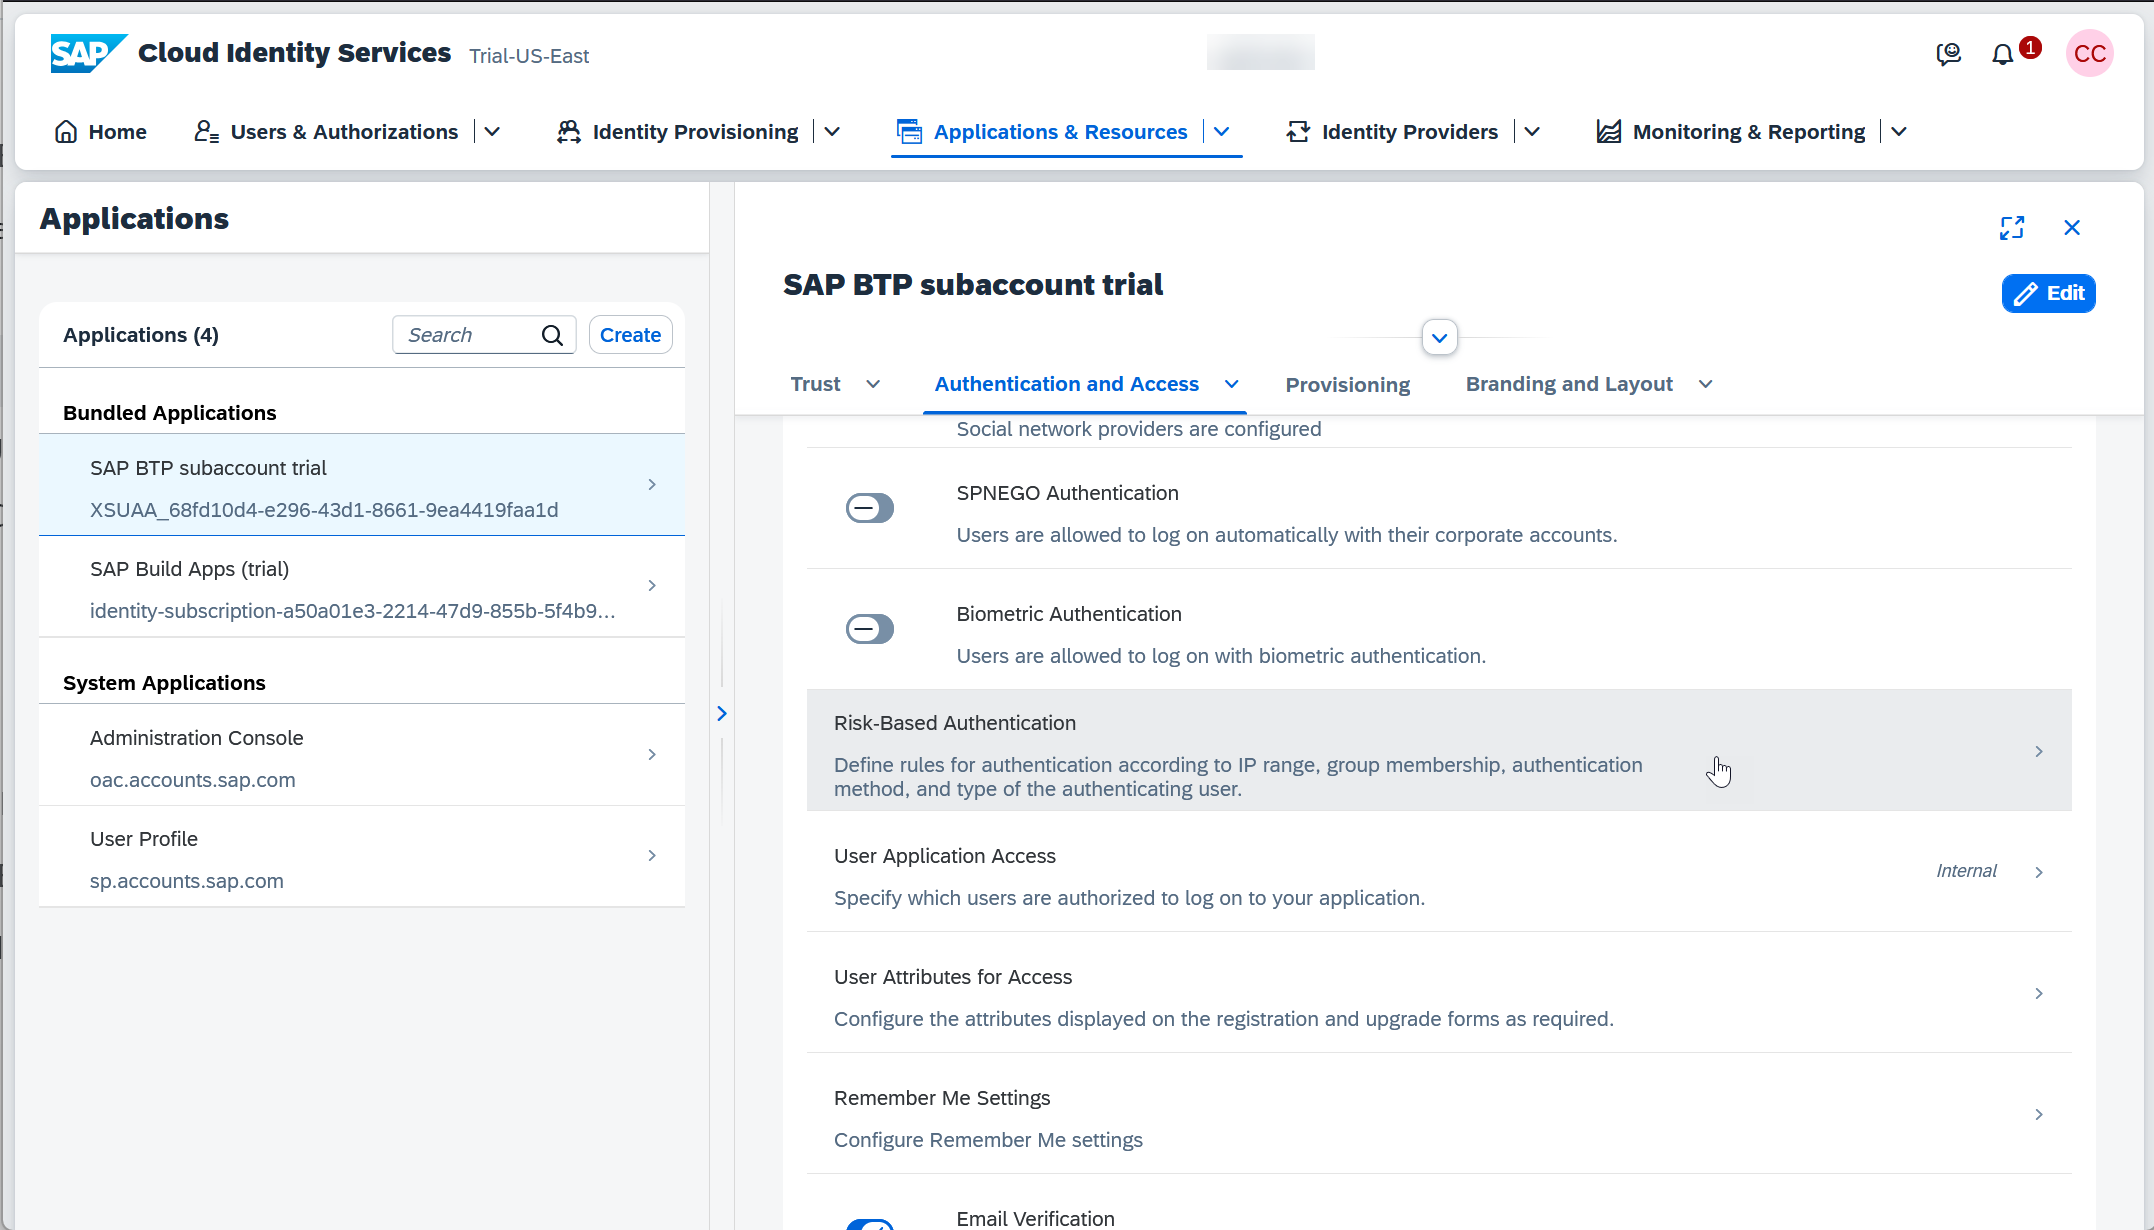 SAP Cloud Identity Services Trial-US-East
1
CC
Home
Users & Authorizations
Identity Provisioning
Applications & Resources
Identity Providers
Monitoring & Reporting
Applications
Applications (4)
Search
Create
Bundled Applications
SAP BTP subaccount trial
XSUAA_68fd10d4-e296-43d1-8661-9ea4419faa1d
SAP Build Apps (trial)
identity-subscription-a50a01e3-2214-47d9-855b-5f4b9...
System Applications
Administration Console
oac.accounts.sap.com
User Profile
sp.accounts.sap.com
SAP BTP subaccount trial
Edit
Trust
Authentication and Access
Provisioning
Branding and Layout
Social network providers are configured
SPNEGO Authentication
Users are allowed to log on automatically with their corporate accounts.
Biometric Authentication
Users are allowed to log on with biometric authentication.
Risk-Based Authentication
Define rules for authentication according to IP range, group membership, authentication
method, and type of the authenticating user.
User Application Access
Internal
Specify which users are authorized to log on to your application.
User Attributes for Access
Configure the attributes displayed on the registration and upgrade forms as required.
Remember Me Settings
Configure Remember Me settings
Email Verification